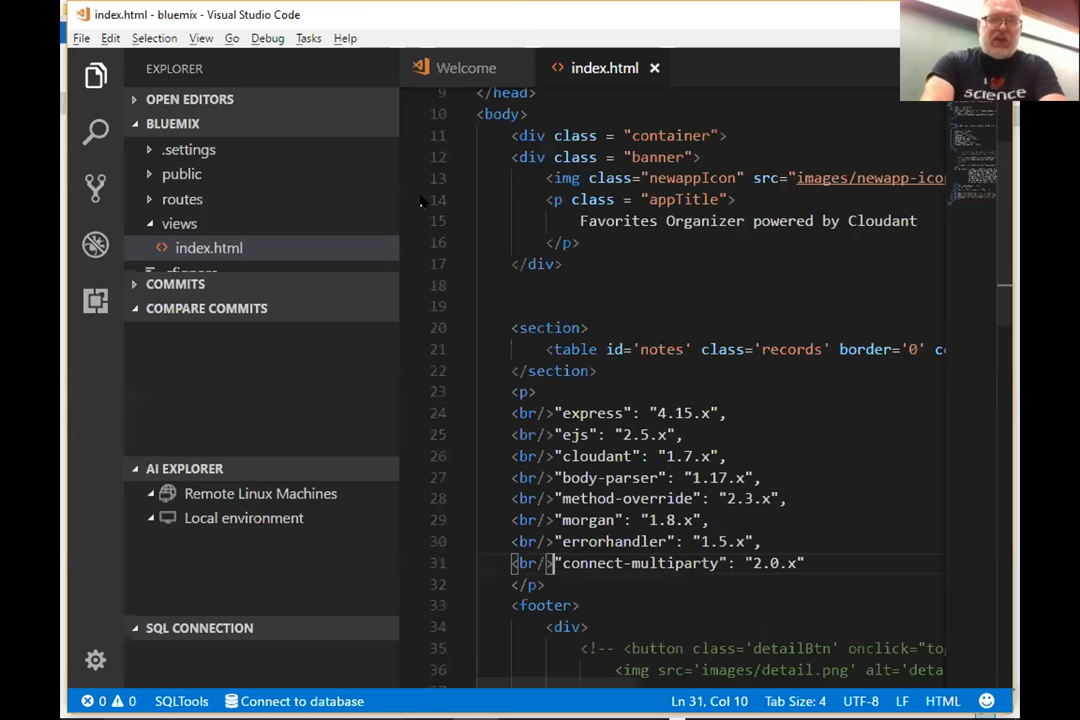 index.html - bluemix - Visual Studio Code
File Edit Selection View Go Debug Tasks Help
EXPLORER
OPEN EDITORS
BLUEMIX
.settings
public
routes
views
<> index.html
COMMITS
COMPARE COMMITS
AI EXPLORER
Remote Linux Machines
Local environment
SQL CONNECTION
Welcome <> index.html
9 </head>
10 <body>
11 <div class = "container">
12 <div class = "banner">
13 <img class="newappIcon" src="images/newapp-ico
14 <p class = "appTitle">
15 Favorites Organizer powered by Cloudant
16 </p>
17 </div>
18
19
20 <section>
21 <table id='notes' class='records' border='0' c
22 </section>
23 <p>
24 <br/>"express": "4.15.x",
25 <br/>"ejs": "2.5.x",
26 <br/>"cloudant": "1.7.x",
27 <br/>"body-parser": "1.17.x",
28 <br/>"method-override": "2.3.x",
29 <br/>"morgan": "1.8.x",
30 <br/>"errorhandler": "1.5.x",
31 <br/>"connect-multiparty": "2.0.x"
32 </p>
33 <footer>
34 <div>
35 <!-- <button class='detailBtn' onclick="to
36 <img src='images/detail.png' alt='deta
I science
0 0 SQLTools Connect to database Ln 31, Col 10 Tab Size: 4 UTF-8 LF HTML